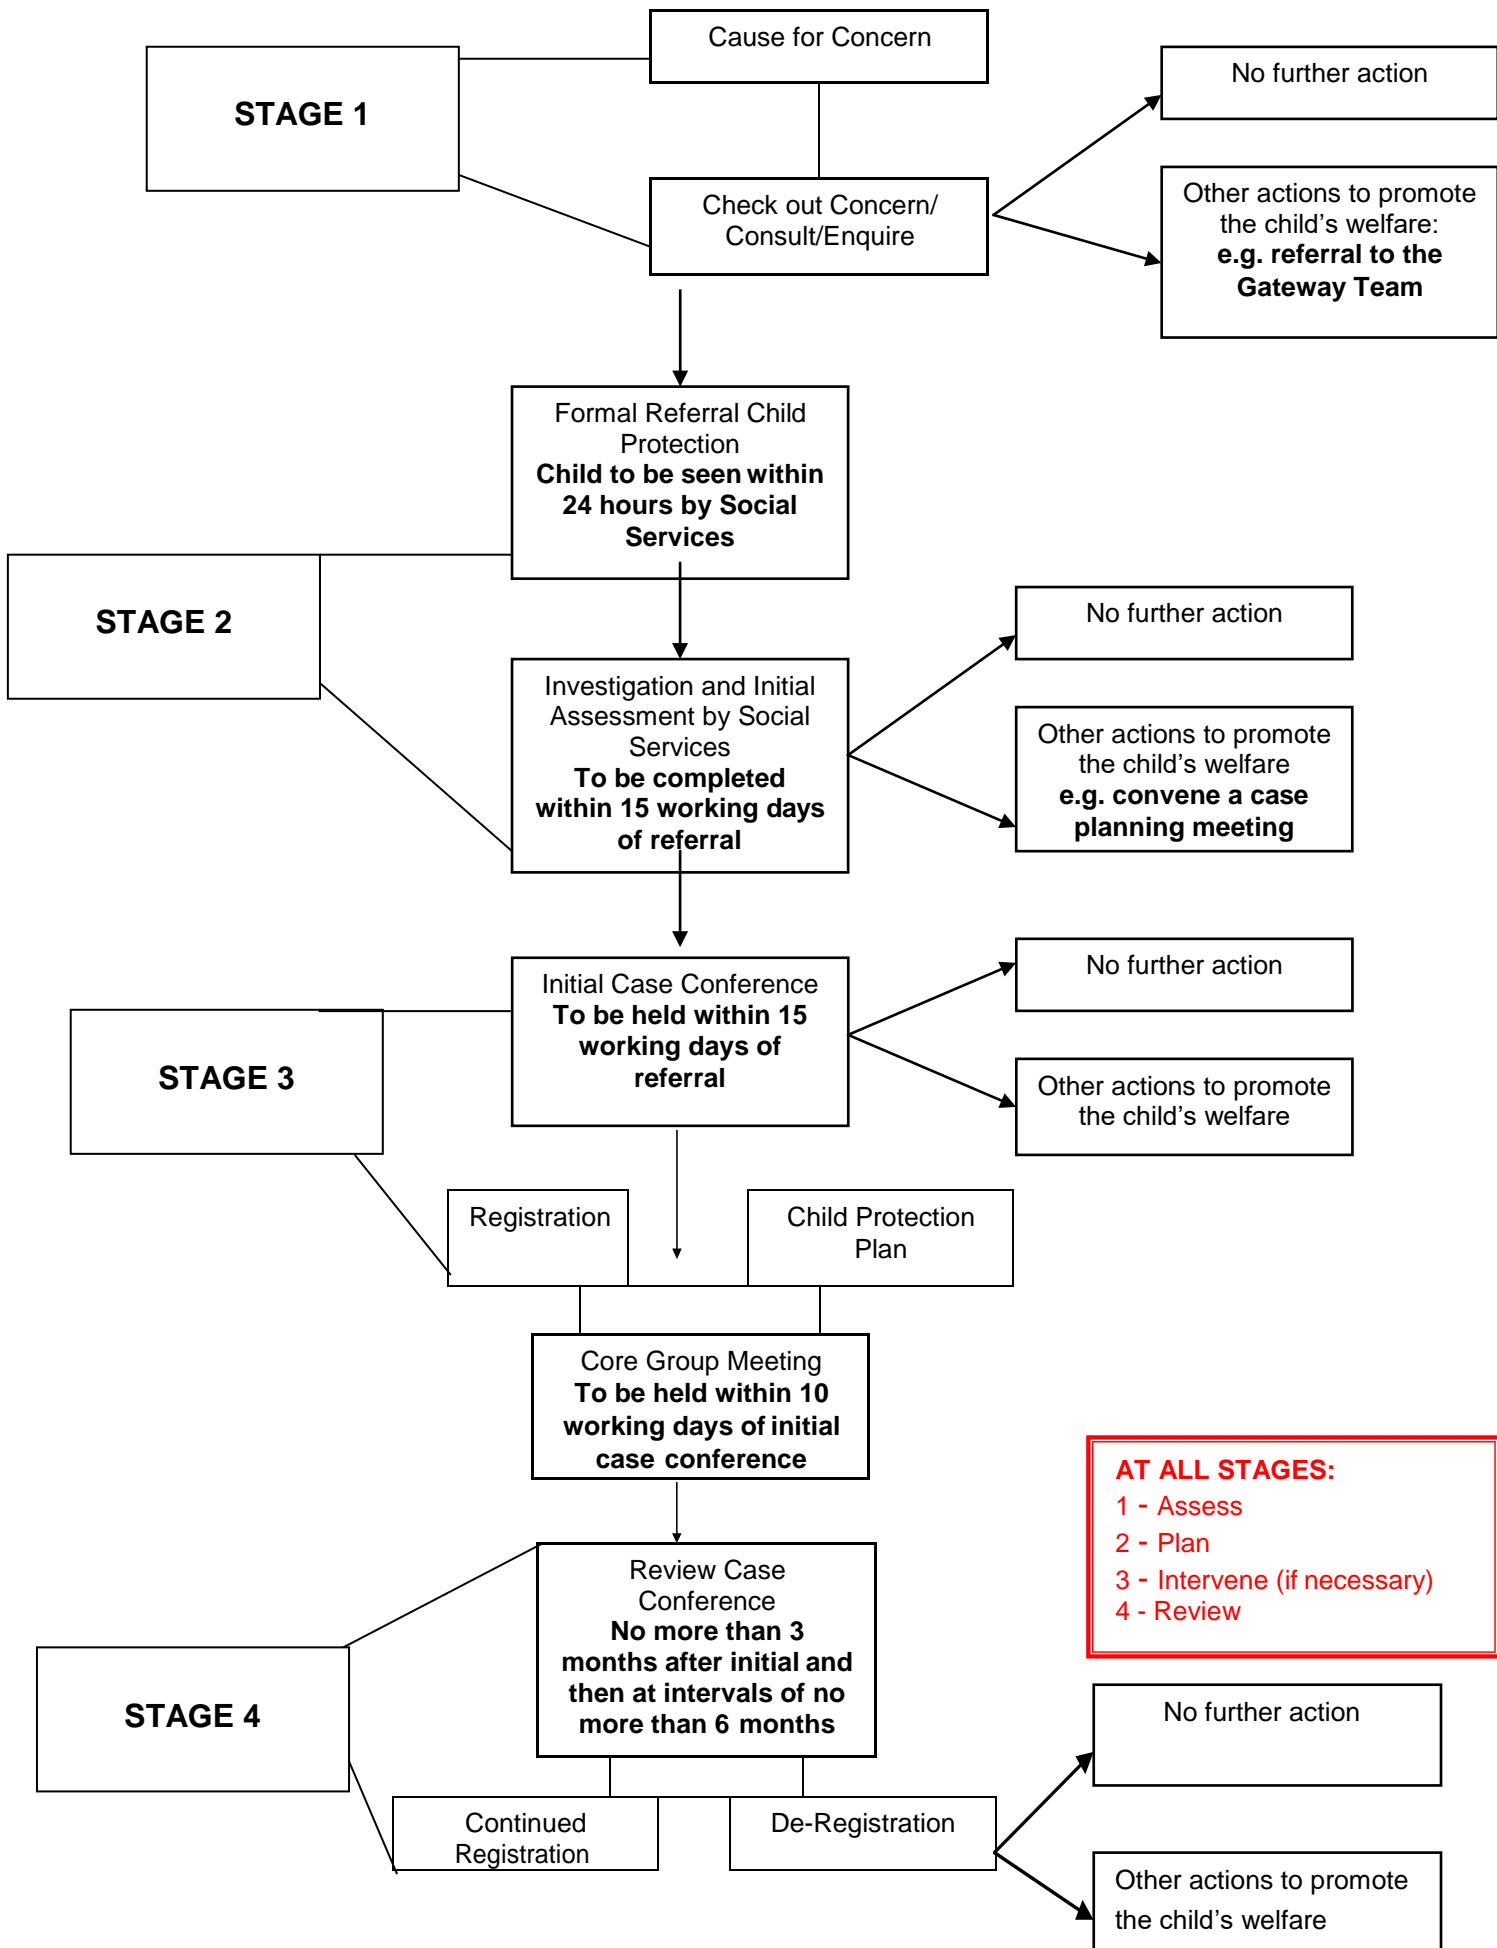 Cause for Concern
STAGE 1
No further action
Check out Concern/
Consult/Enquire
Other actions to promote
the child’s welfare:
e.g. referral to the
Gateway Team
Formal Referral Child
Protection
Child to be seen within
24 hours by Social
Services
STAGE 2
No further action
Investigation and Initial
Assessment by Social
Services
To be completed
within 15 working days
of referral
Other actions to promote
the child’s welfare
e.g. convene a case
planning meeting
Initial Case Conference
To be held within 15
working days of
referral
No further action
STAGE 3
Other actions to promote
the child’s welfare
Registration
Child Protection
Plan
Core Group Meeting
To be held within 10
working days of initial
case conference
AT ALL STAGES:
1 - Assess
2 - Plan
3 - Intervene (if necessary)
4 - Review
Review Case
Conference
No more than 3
months after initial and
then at intervals of no
more than 6 months
STAGE 4
No further action
Continued
Registration
De-Registration
Other actions to promote
the child’s welfare